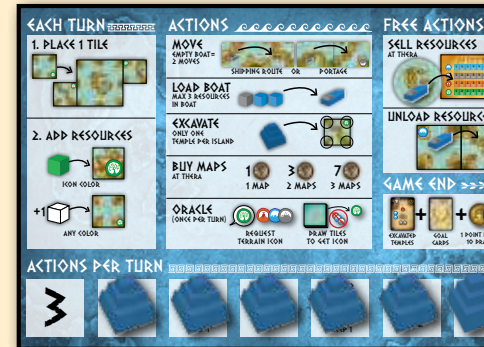 EACH TURN
1. PLACE 1 TILE
2. ADD RESOURCES
ICON COLOR
+1
ANY COLOR
ACTIONS
MOVE
EMPTY BOAT=
2 MOVES
SHIPPING ROUTE OR PORTAGE
LOAD BOAT
MAX 3 RESOURCES
IN BOAT
EXCAVATE
ONLY ONE
TEMPLE PER ISLAND
BUY MAPS
AT THERA
1 3 7
1 MAP 2 MAPS 3 MAPS
ORACLE
(ONCE PER TURN)
REQUEST
TERRAIN ICON
DRAW TILES
TO GET ICON
FREE ACTIONS
SELL RESOURCES
AT THERA
UNLOAD RESOURC
GAME END >>>
+ +
EXCAVATED
TEMPLES
GOAL
CARDS
1 POINT
10 DRA
ACTIONS PER TURN
3